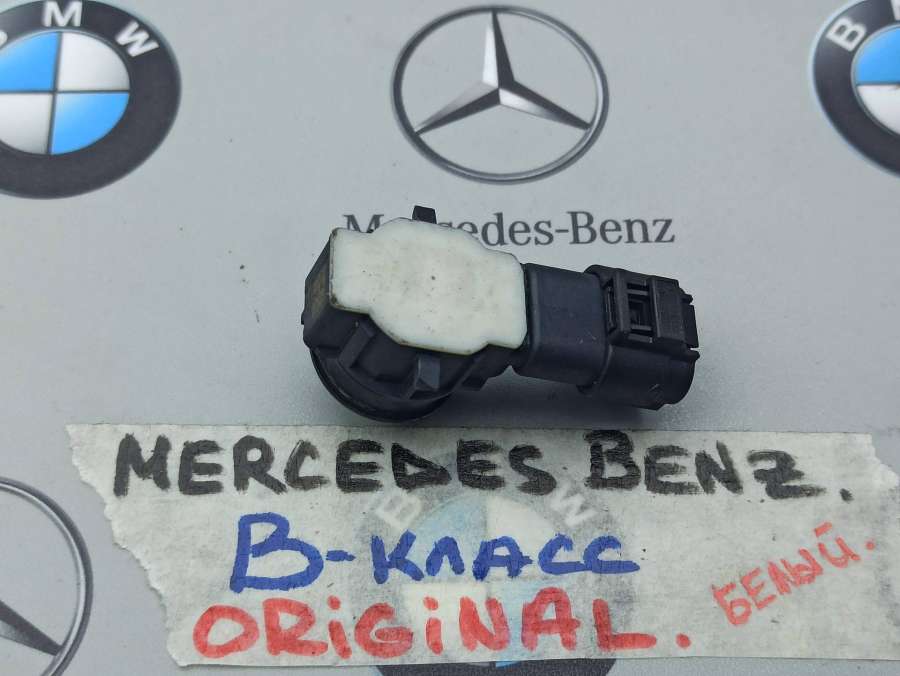 BMW
B
Mercedes-Benz
MERCEDES BENZ.
BMW
B-КЛАСС
БЕЛЫЙ.
ORiGiNAL.